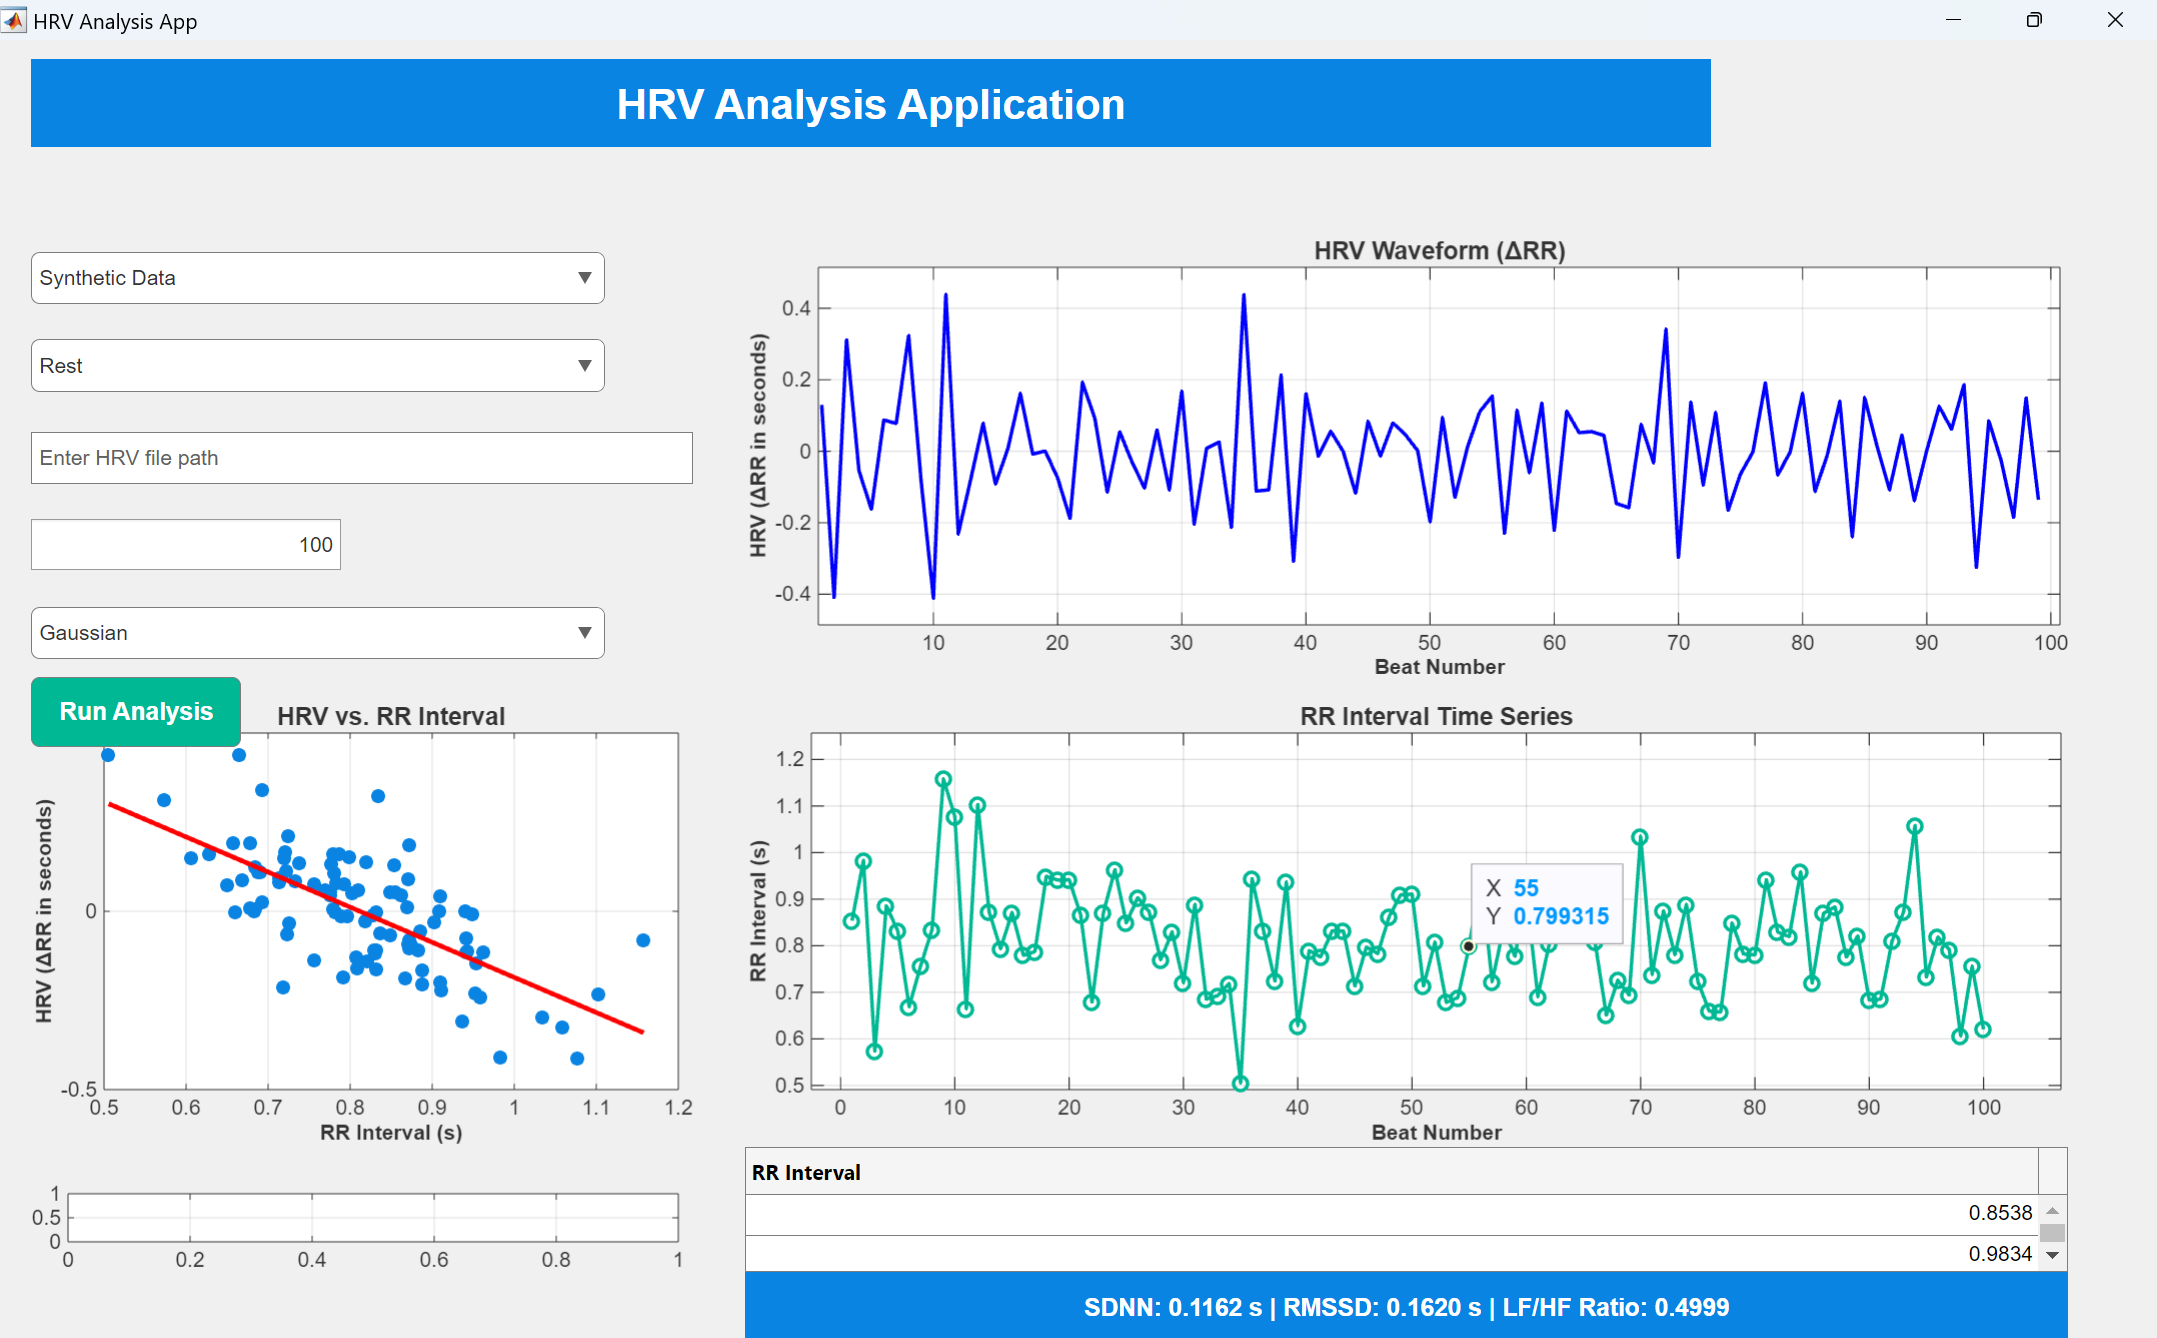 HRV Analysis App
HRV Analysis Application
Synthetic Data
Rest
Enter HRV file path
100
Gaussian
Run Analysis
HRV Waveform (ΔRR)
HRV (ΔRR in seconds)
0.4
0.2
0
-0.2
-0.4
10 20 30 40 50 60 70 80 90 100
Beat Number
HRV vs. RR Interval
HRV (ΔRR in seconds)
0
-0.5
0.5 0.6 0.7 0.8 0.9 1 1.1 1.2
RR Interval (s)
RR Interval Time Series
RR Interval (s)
1.2
1.1
1
0.9
0.8
0.7
0.6
0.5
X 55
Y 0.799315
0 10 20 30 40 50 60 70 80 90 100
Beat Number
1
0.5
0
0 0.2 0.4 0.6 0.8 1
RR Interval
0.8538
0.9834
SDNN: 0.1162 s | RMSSD: 0.1620 s | LF/HF Ratio: 0.4999